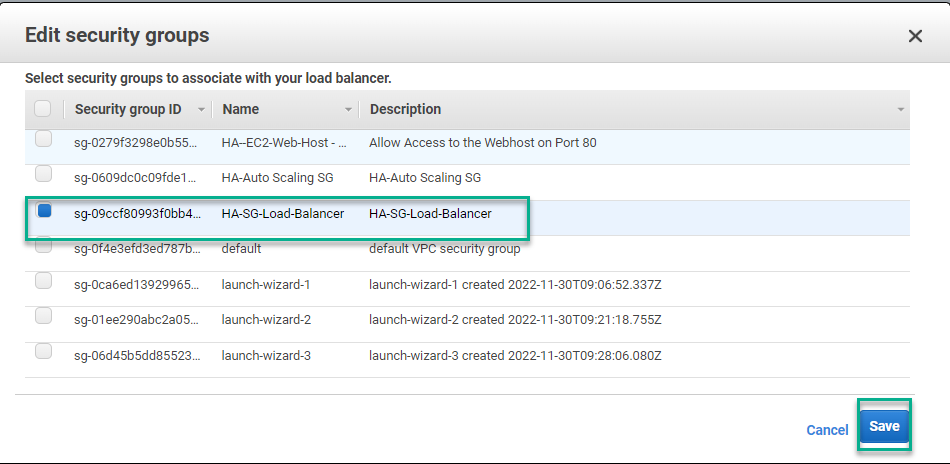 Edit security groups
Select security groups to associate with your load balancer.
Security group ID Name Description
sg-0279f3298e0b55... HA--EC2-Web-Host - ... Allow Access to the Webhost on Port 80
sg-0609dc0c09fde1... HA-Auto Scaling SG HA-Auto Scaling SG
sg-09ccf80993f0bb4... HA-SG-Load-Balancer HA-SG-Load-Balancer
sg-0f4e3efd3ed787b... default default VPC security group
sg-0ca6ed13929965... launch-wizard-1 launch-wizard-1 created 2022-11-30T09:06:52.337Z
sg-01ee290abc2a05... launch-wizard-2 launch-wizard-2 created 2022-11-30T09:21:18.755Z
sg-06d45b5dd85523... launch-wizard-3 launch-wizard-3 created 2022-11-30T09:28:06.080Z
Cancel Save